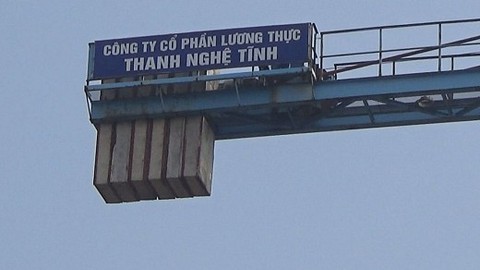 CÔNG TY CỔ PHẦN LƯƠNG THỰC
THANH NGHỆ TĨNH